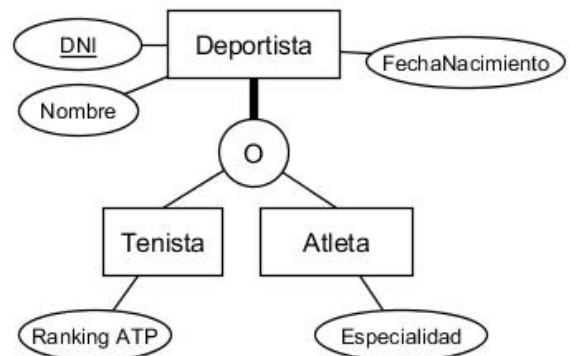 DNI
Deportista
FechaNacimiento
Nombre
O
Tenista
Atleta
Ranking ATP
Especialidad